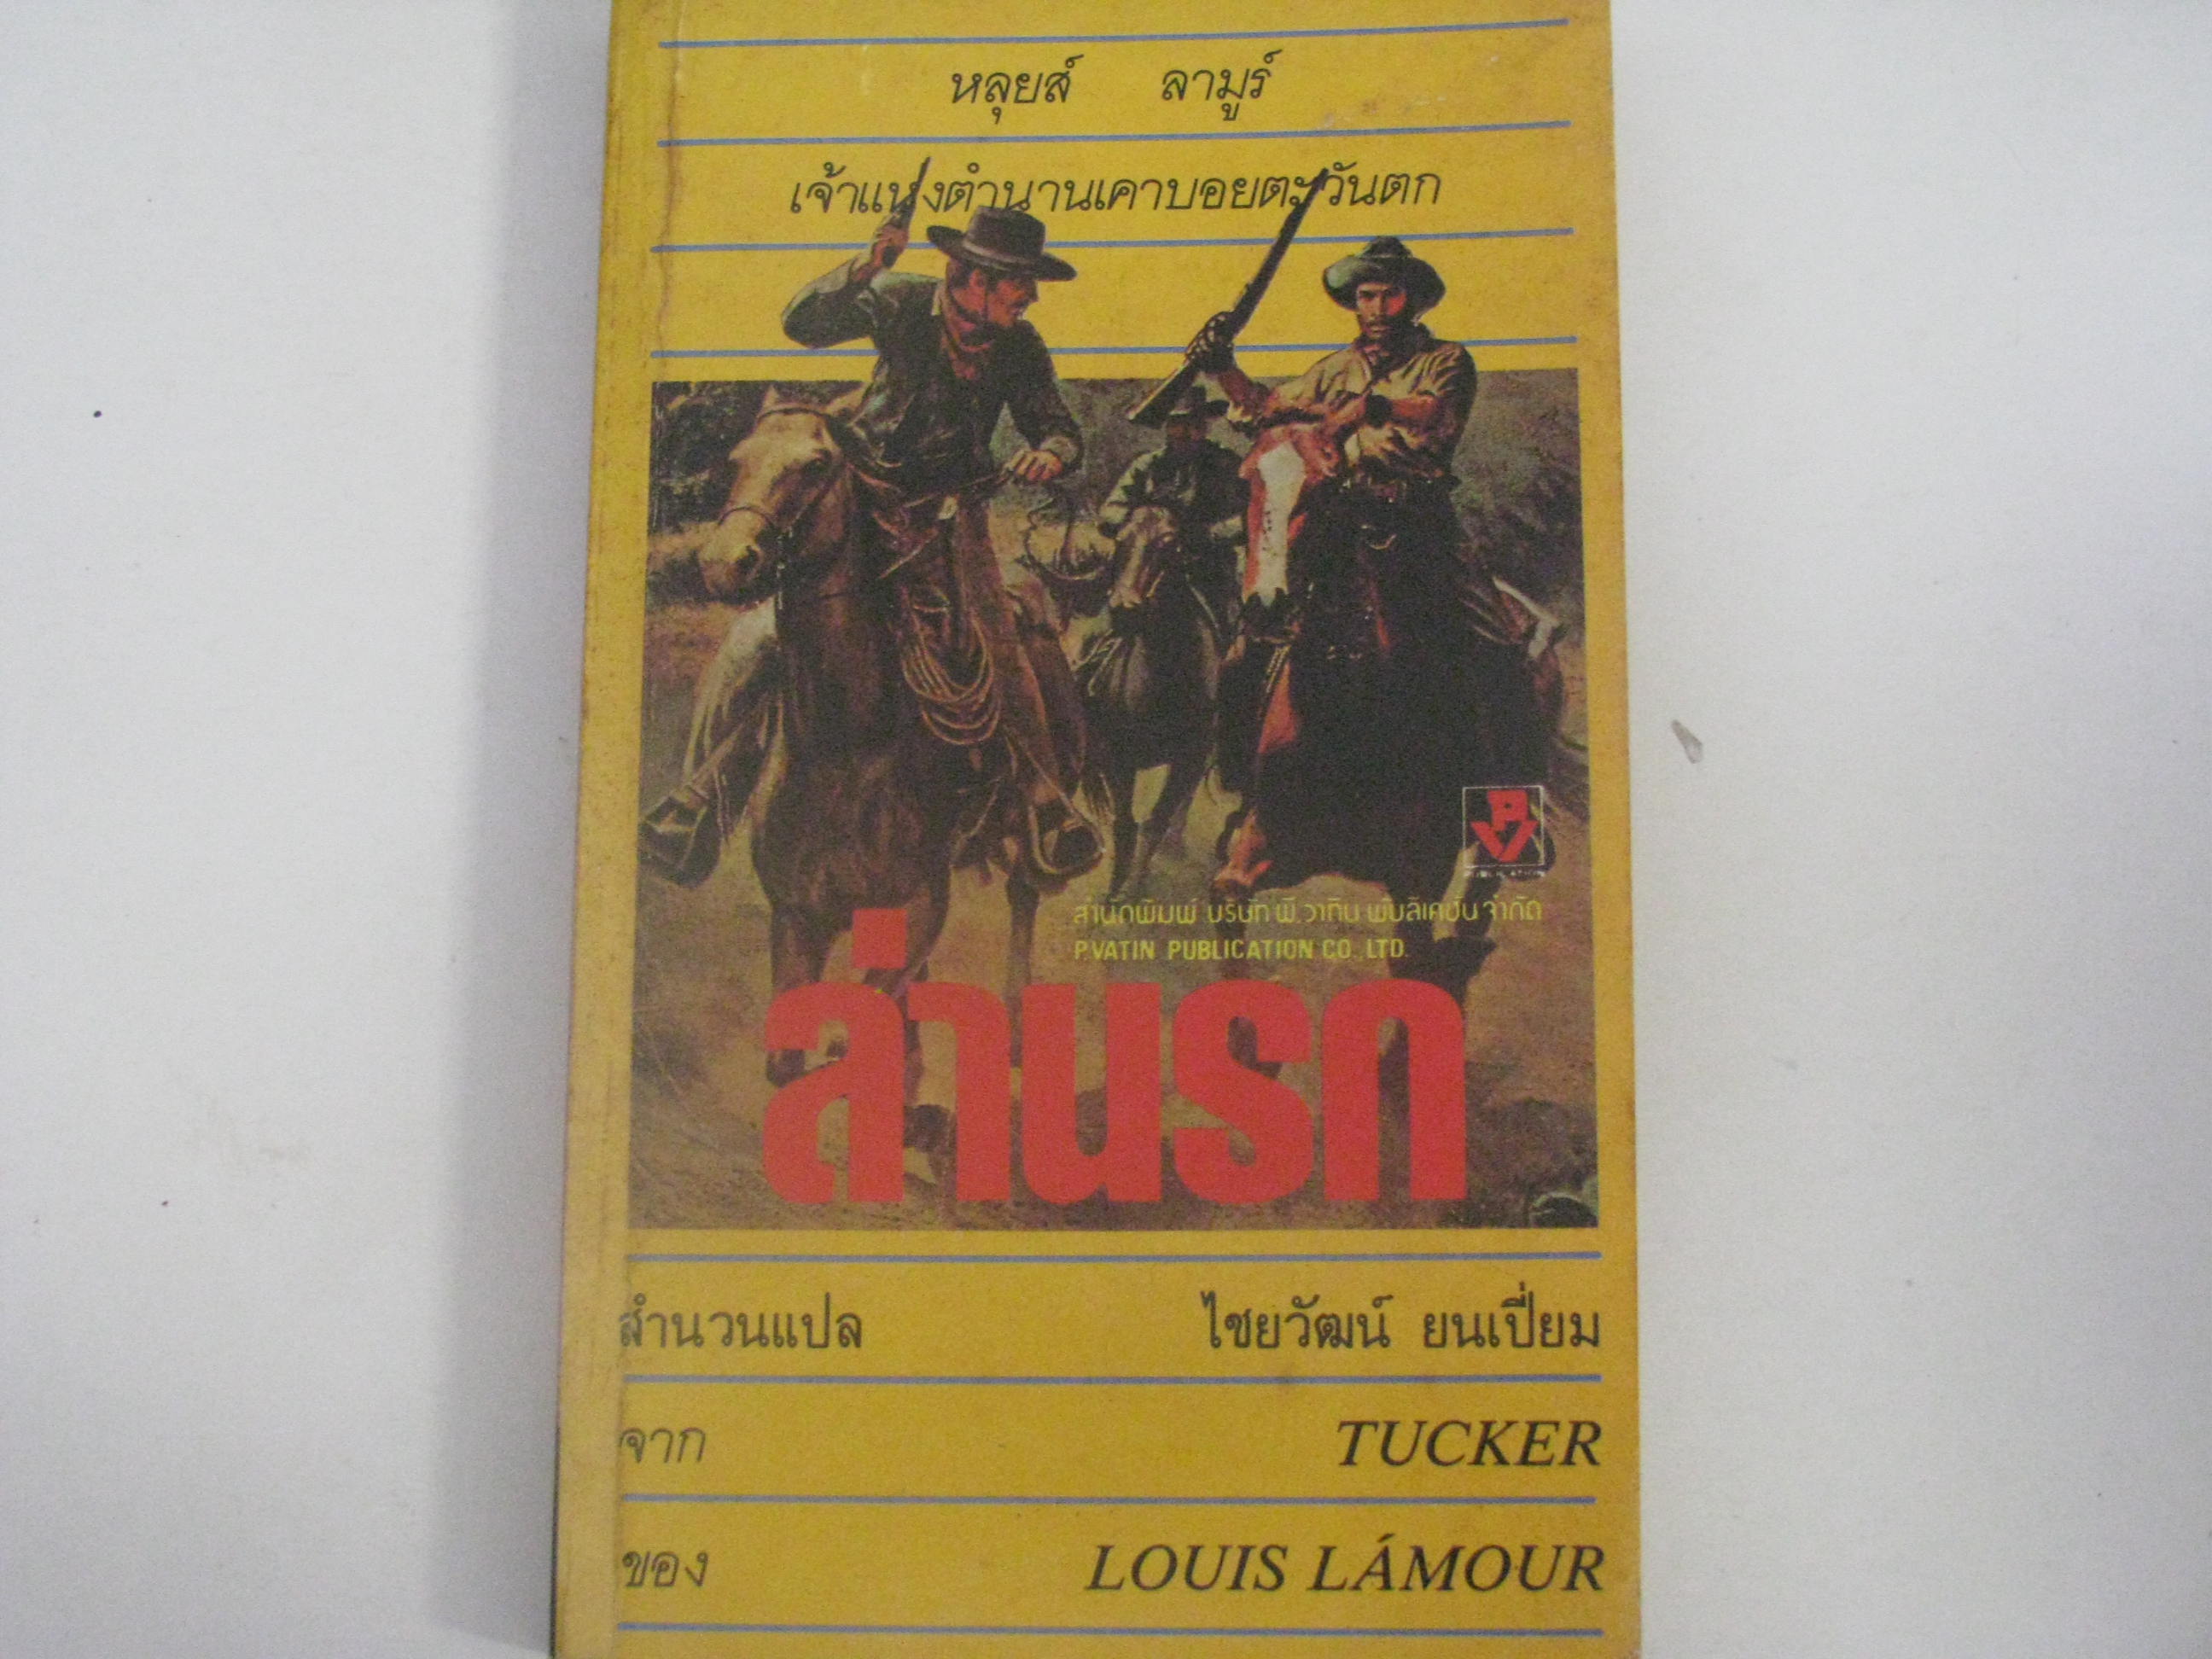 หลุยส์ ลามูร์
เจ้าแห่งตำนานเคาบอยตะวันตก
PV
PUBLICATION
สำนักพิมพ์ บริษัท พี.วาทิน พับลิเคชั่น จำกัด
P.VATIN PUBLICATION CO.,LTD.
ล่านรก
สำนวนแปล ไชยวัฒน์ ยนเปี่ยม
จาก TUCKER
ของ LOUIS LÁMOUR